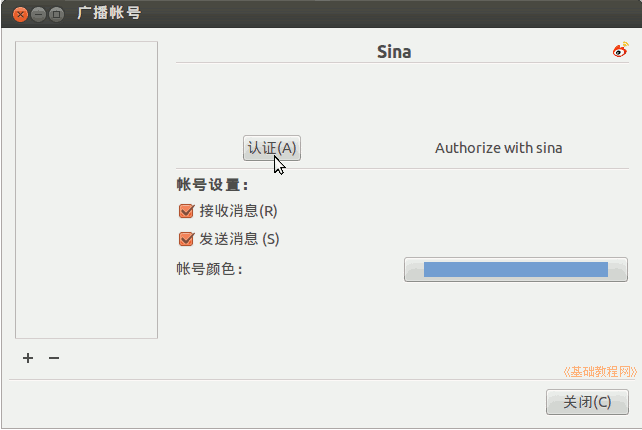 广播帐号
Sina
认证(A)
Authorize with sina
帐号设置：
接收消息(R)
发送消息 (S)
帐号颜色：
《基础教程网》
关闭(C)